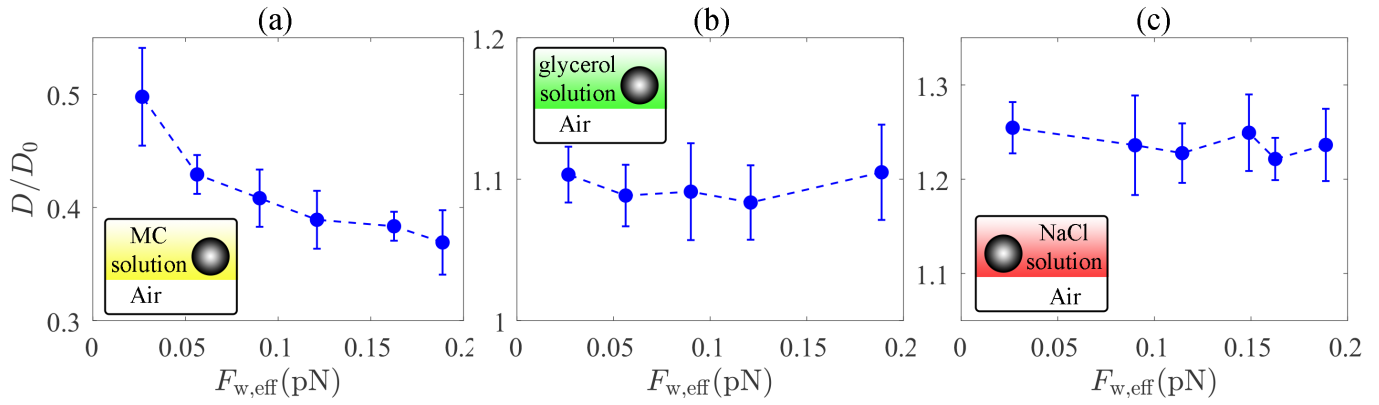 (a)
0.5
0.4
0.3
D/D0
MC
solution
Air
0
0.05
0.1
0.15
0.2
Fw,eff(pN)
(b)
1.2
1.1
1
glycerol
solution
Air
0
0.05
0.1
0.15
0.2
Fw,eff(pN)
(c)
1.3
1.2
1.1
NaCl
solution
Air
0
0.05
0.1
0.15
0.2
Fw,eff(pN)